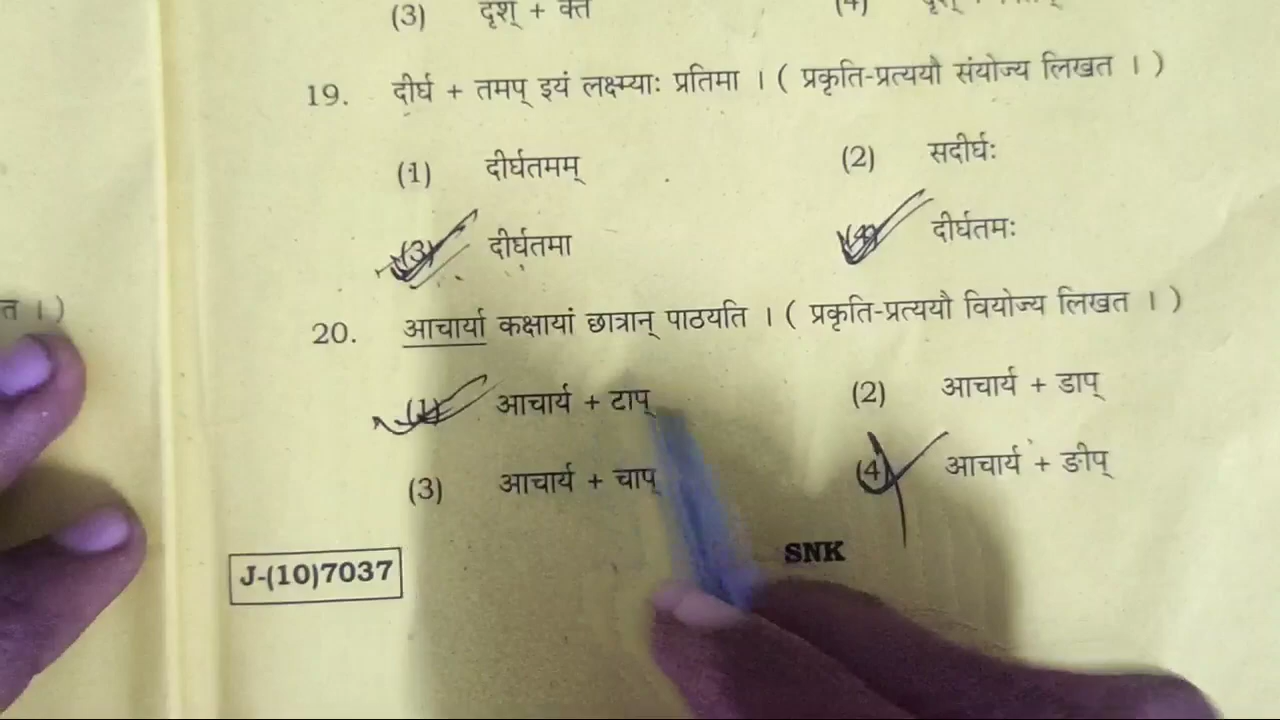 (3) दृश् + क्त (4)
19. दीर्घ + तमप् इयं लक्ष्म्याः प्रतिमा । ( प्रकृति-प्रत्ययौ संयोज्य लिखत । )
(1) दीर्घतमम् (2) सदीर्घः
(3) दीर्घतमा (4) दीर्घतमः
त । )
20. आचार्या कक्षायां छात्रान् पाठयति । ( प्रकृति-प्रत्ययौ वियोज्य लिखत । )
(1) आचार्य + टाप् (2) आचार्य + डाप्
(3) आचार्य + चाप् (4) आचार्य + ङीप्
J-(10)7037 SNK